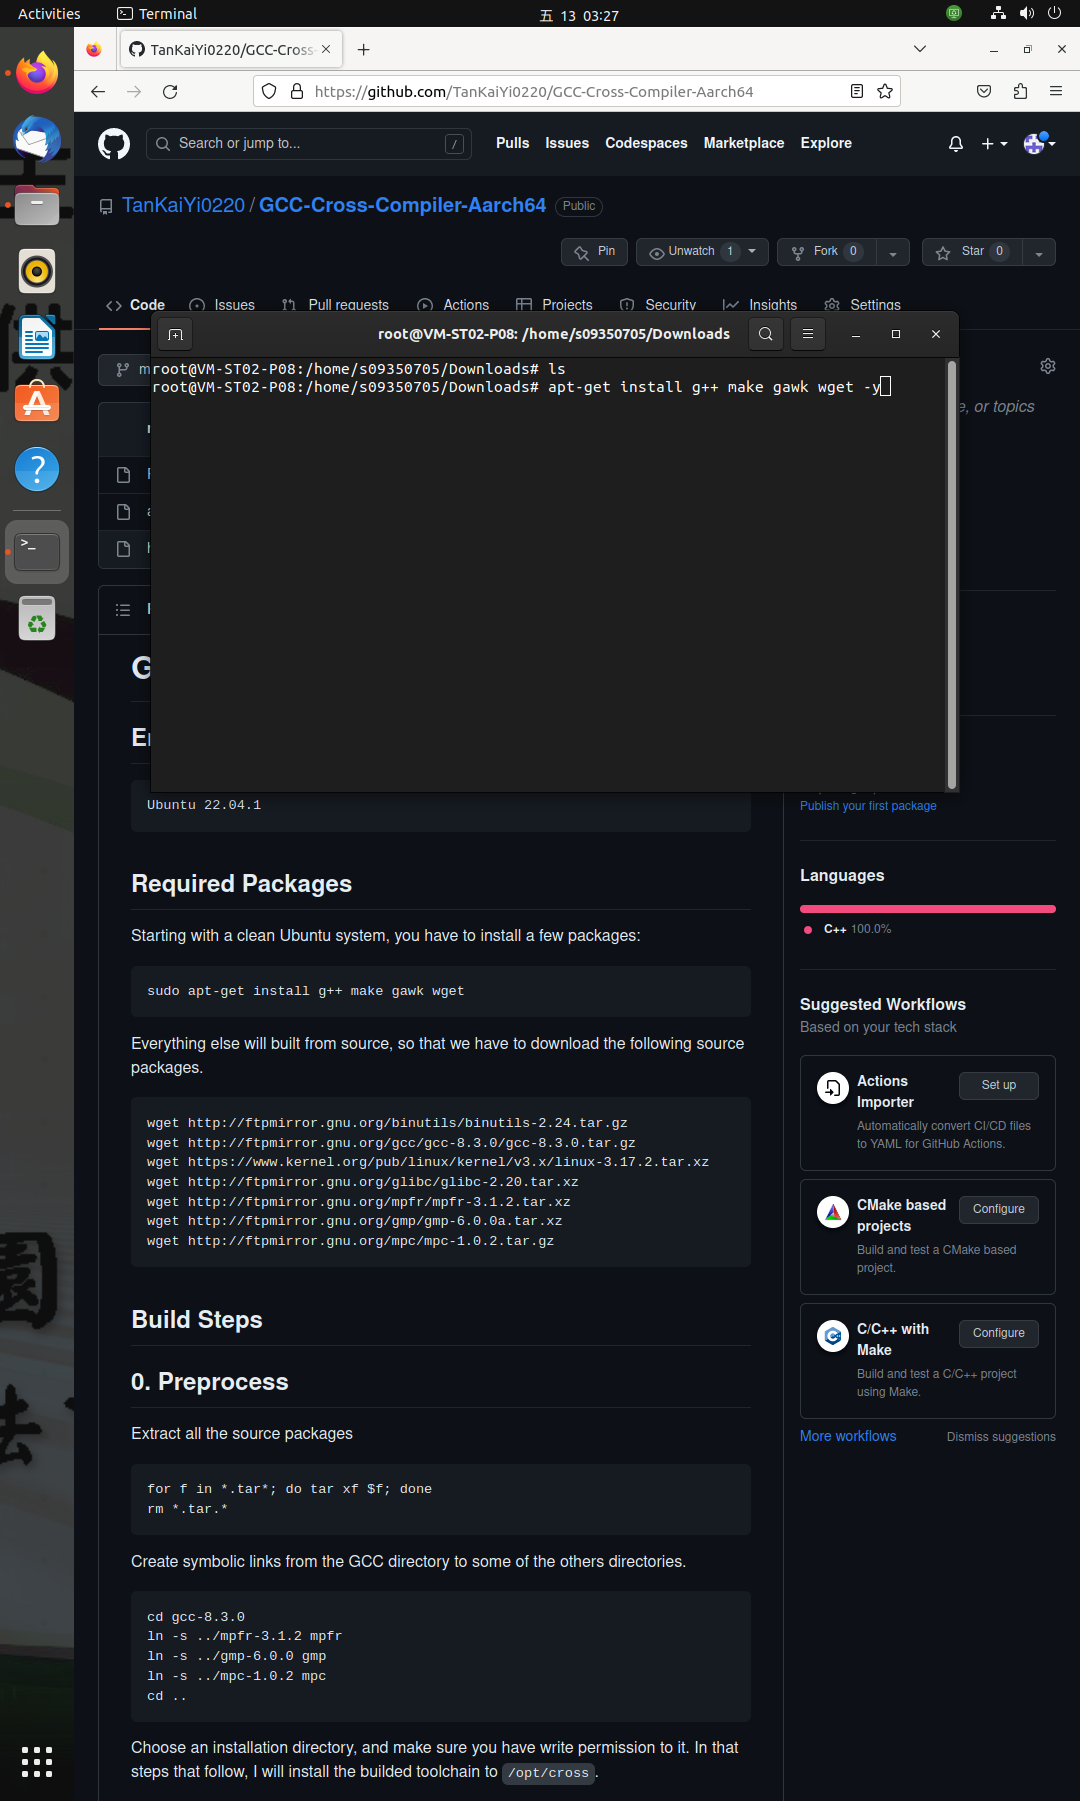 Activities
Terminal
五 13 03:27
TanKaiYi0220/GCC-Cross-
https://github.com/TanKaiYi0220/GCC-Cross-Compiler-Aarch64
Search or jump to...
/
Pulls
Issues
Codespaces
Marketplace
Explore
TanKaiYi0220 / GCC-Cross-Compiler-Aarch64
Public
Pin
Unwatch 1
Fork 0
Star 0
Code
Issues
Pull requests
Actions
Projects
Security
Insights
Settings
root@VM-ST02-P08: /home/s09350705/Downloads
root@VM-ST02-P08:/home/s09350705/Downloads# ls
root@VM-ST02-P08:/home/s09350705/Downloads# apt-get install g++ make gawk wget -y
e, or topics
Ubuntu 22.04.1
Publish your first package
Required Packages
Starting with a clean Ubuntu system, you have to install a few packages:
sudo apt-get install g++ make gawk wget
Everything else will built from source, so that we have to download the following source
packages.
wget http://ftpmirror.gnu.org/binutils/binutils-2.24.tar.gz
wget http://ftpmirror.gnu.org/gcc/gcc-8.3.0/gcc-8.3.0.tar.gz
wget https://www.kernel.org/pub/linux/kernel/v3.x/linux-3.17.2.tar.xz
wget http://ftpmirror.gnu.org/glibc/glibc-2.20.tar.xz
wget http://ftpmirror.gnu.org/mpfr/mpfr-3.1.2.tar.xz
wget http://ftpmirror.gnu.org/gmp/gmp-6.0.0a.tar.xz
wget http://ftpmirror.gnu.org/mpc/mpc-1.0.2.tar.gz
Build Steps
0. Preprocess
Extract all the source packages
for f in *.tar*; do tar xf $f; done
rm *.tar.*
Create symbolic links from the GCC directory to some of the others directories.
cd gcc-8.3.0
ln -s ../mpfr-3.1.2 mpfr
ln -s ../gmp-6.0.0 gmp
ln -s ../mpc-1.0.2 mpc
cd ..
Choose an installation directory, and make sure you have write permission to it. In that
steps that follow, I will install the builded toolchain to /opt/cross.
Languages
C++ 100.0%
Suggested Workflows
Based on your tech stack
Actions
Importer
Set up
Automatically convert CI/CD files
to YAML for GitHub Actions.
CMake based
projects
Configure
Build and test a CMake based
project.
C/C++ with
Make
Configure
Build and test a C/C++ project
using Make.
More workflows
Dismiss suggestions